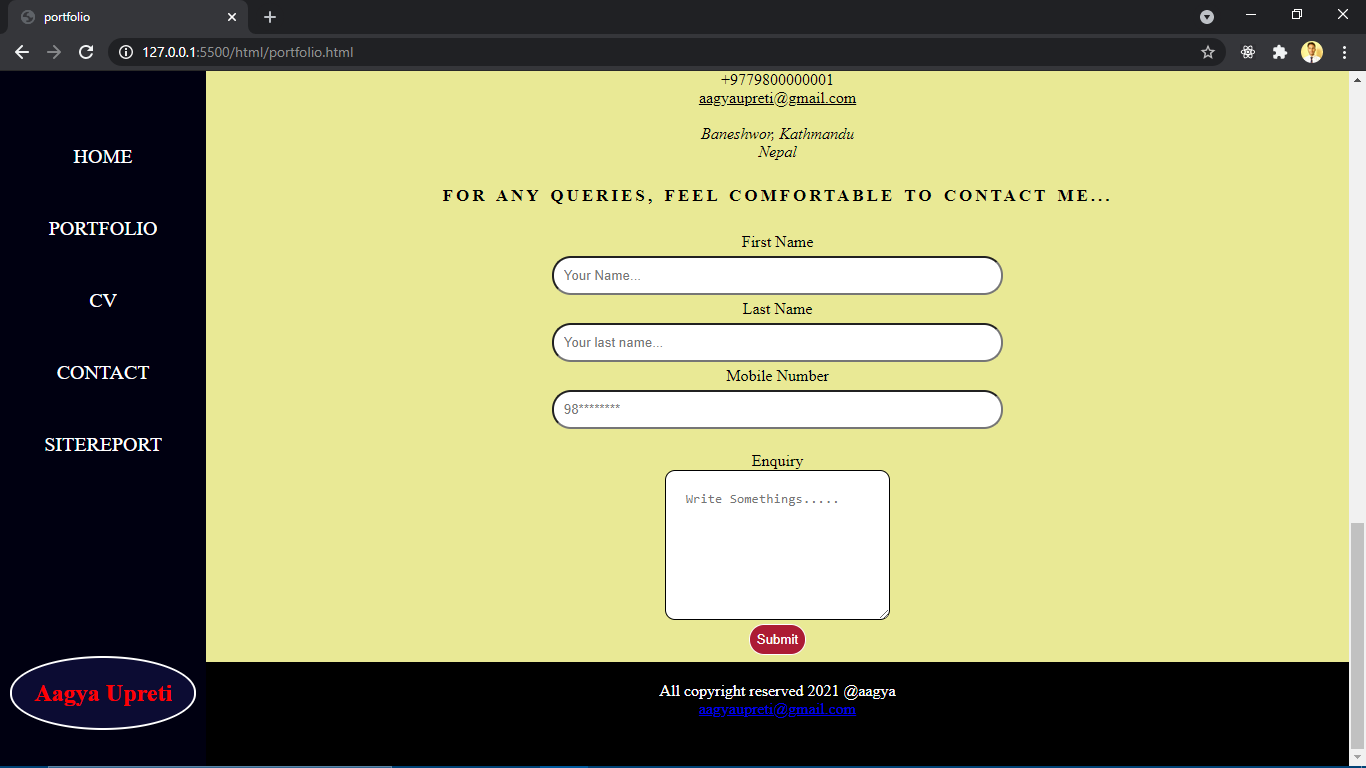 portfolio
127.0.0.1:5500/html/portfolio.html
HOME
PORTFOLIO
CV
CONTACT
SITEREPORT
Aagya Upreti
+9779800000001
aagyaupreti@gmail.com
Baneshwor, Kathmandu
Nepal
FOR ANY QUERIES, FEEL COMFORTABLE TO CONTACT ME...
First Name
Your Name...
Last Name
Your last name...
Mobile Number
98********
Enquiry
Write Somethings.....
Submit
All copyright reserved 2021 @aagya
aagyaupreti@gmail.com